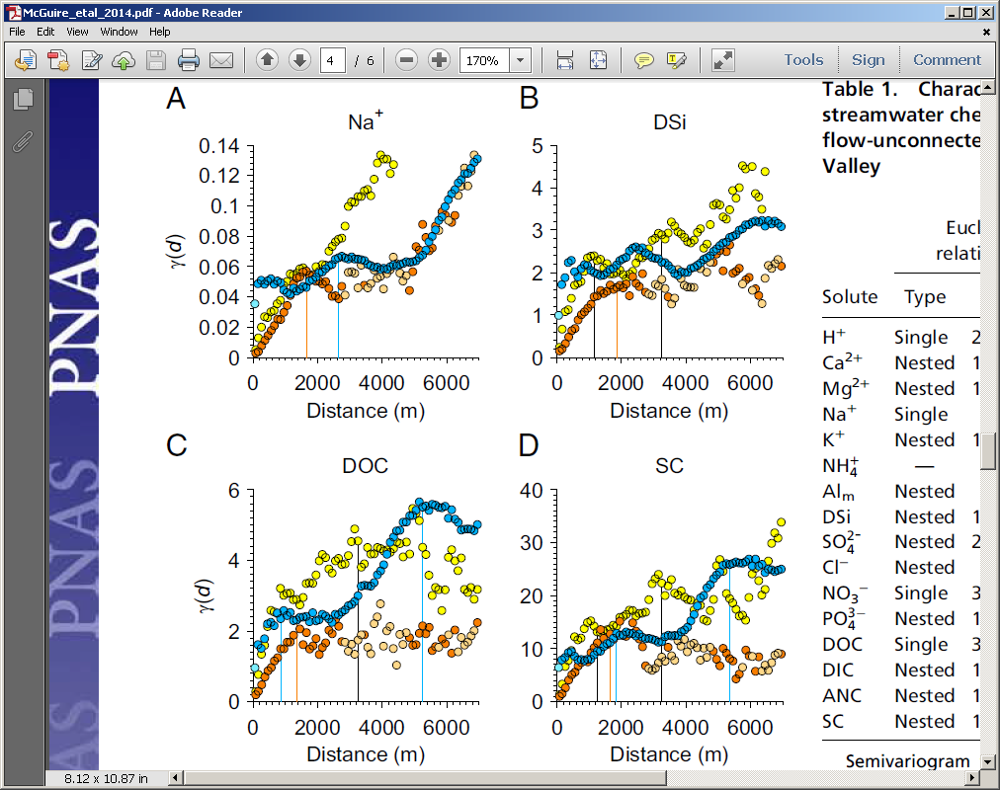 McGuire_etal_2014.pdf - Adobe Reader
File Edit View Window Help
4 / 6 170% Tools Sign Comment
PNAS
PNAS
PNAS
A
Na⁺
γ(d)
0.14
0.12
0.1
0.08
0.06
0.04
0.02
0
0 2000 4000 6000
Distance (m)
B
DSi
5
4
3
2
1
0
0 2000 4000 6000
Distance (m)
C
DOC
γ(d)
6
4
2
0
0 2000 4000 6000
Distance (m)
D
SC
40
30
20
10
0
0 2000 4000 6000
Distance (m)
Table 1. Charac
streamwater che
flow-unconnecte
Valley
Eucl
relati
Solute Type
H⁺ Single 2
Ca²⁺ Nested 1
Mg²⁺ Nested 1
Na⁺ Single
K⁺ Nested 1
NH₄⁺ —
Alₘ Nested
DSi Nested 1
SO₄²⁻ Nested 2
Cl⁻ Nested
NO₃⁻ Single 3
PO₄³⁻ Nested 1
DOC Single 3
DIC Nested 1
ANC Nested 1
SC Nested 1
Semivariogram
8.12 x 10.87 in